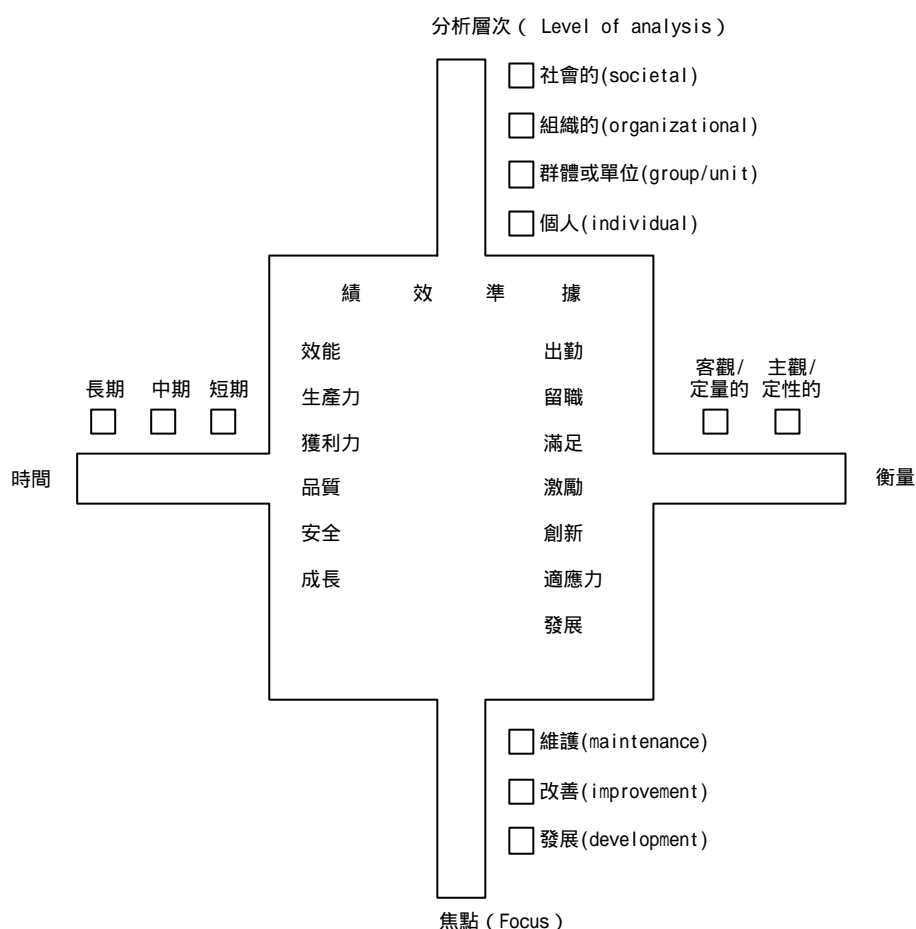 分析層次( Level of analysis)
社會的(societal)
組織的(organizational)
群體或單位(group/unit)
個人(individual)
績 效 準 據
效能
生產力
獲利力
品質
安全
成長
出勤
留職
滿足
激勵
創新
適應力
發展
長期 中期 短期
時間
客觀/
定量的
主觀/
定性的
衡量
維護(maintenance)
改善(improvement)
發展(development)
焦點(Focus)